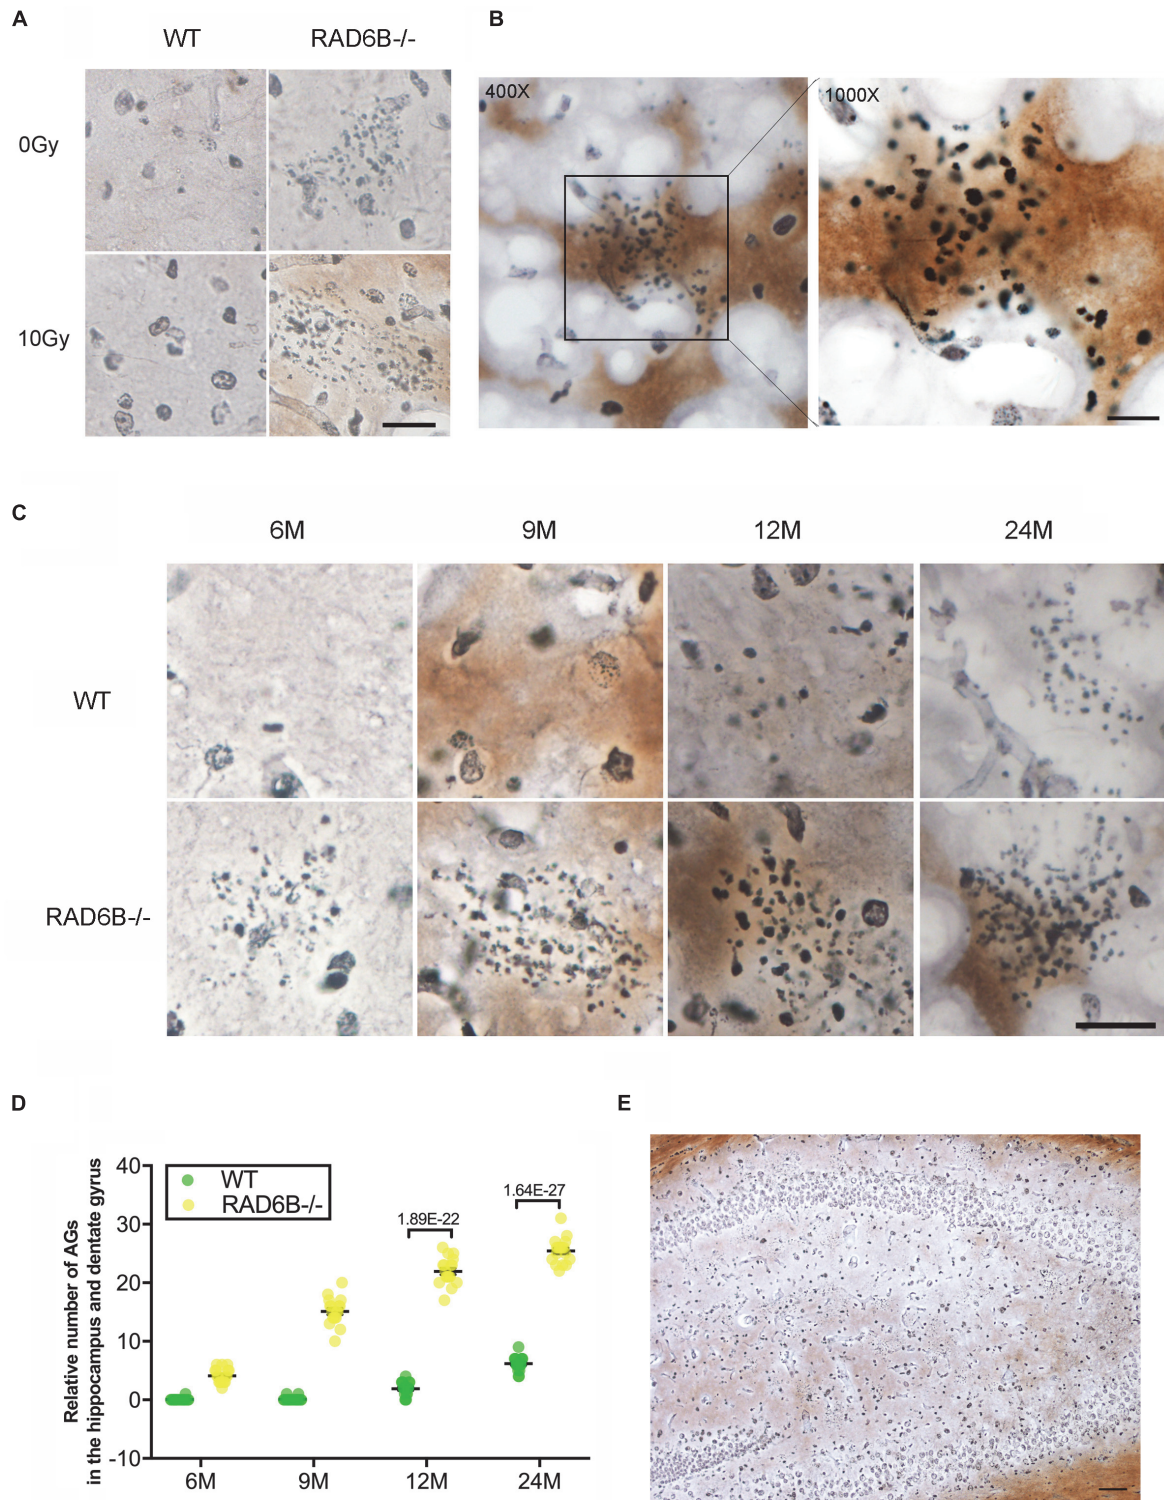 A
B
WT
RAD6B-/-
0Gy
10Gy
400X
1000X
C
6M
9M
12M
24M
WT
RAD6B-/-
D
E
Relative number of AGs
in the hippocampus and dentate gyrus
40
30
20
10
0
-10
WT
RAD6B-/-
1.89E-22
1.64E-27
6M
9M
12M
24M